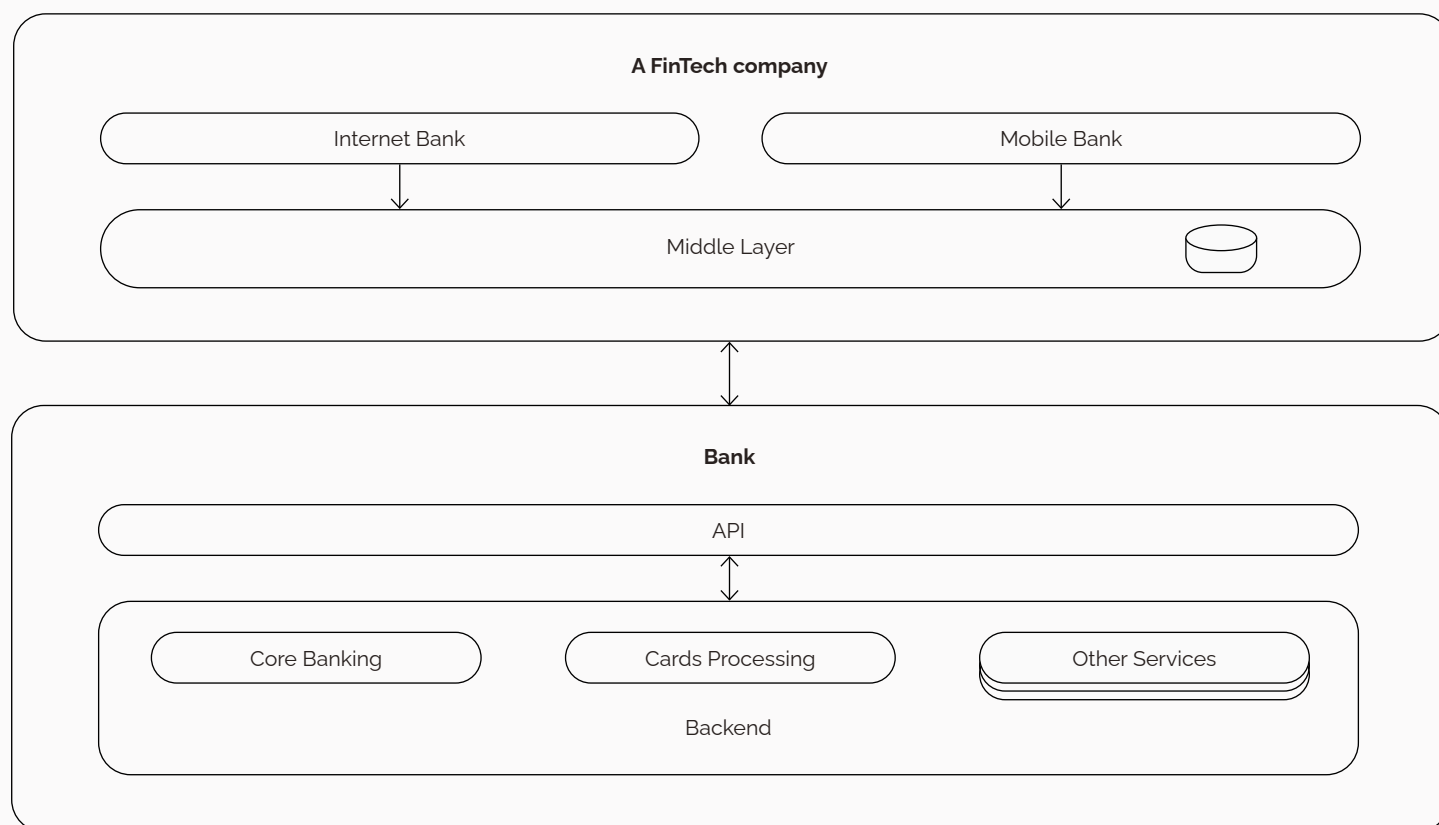 A FinTech company
Internet Bank
Mobile Bank
Middle Layer
Bank
API
Core Banking
Cards Processing
Other Services
Backend